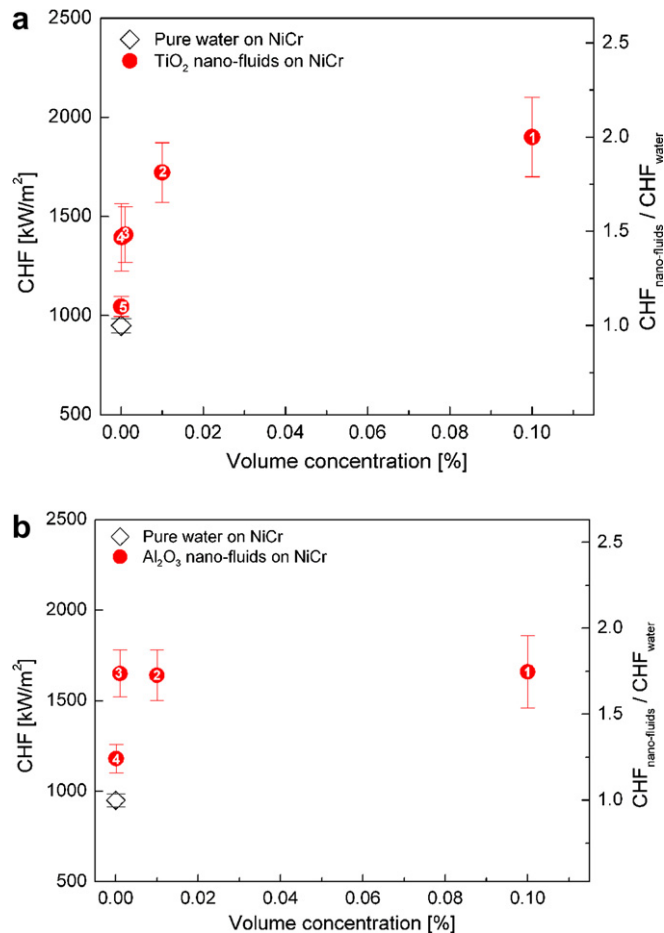 a
2500
2000
1500
1000
500
CHF [kW/m²]
◇ Pure water on NiCr
● TiO₂ nano-fluids on NiCr
1
2
3
4
5
2.5
2.0
1.5
1.0
CHF_nano-fluids / CHF_water
0.00 0.02 0.04 0.06 0.08 0.10
Volume concentration [%]
b
2500
2000
1500
1000
500
CHF [kW/m²]
◇ Pure water on NiCr
● Al₂O₃ nano-fluids on NiCr
3
2
1
4
2.5
2.0
1.5
1.0
CHF_nano-fluids / CHF_water
0.00 0.02 0.04 0.06 0.08 0.10
Volume concentration [%]